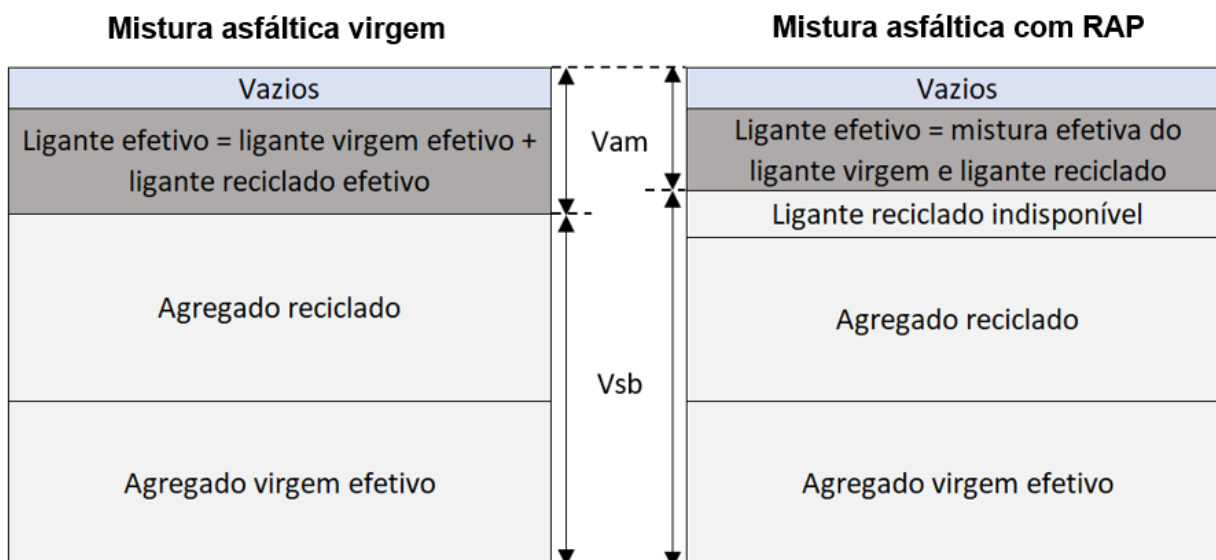 Mistura asfáltica virgem
Mistura asfáltica com RAP
Vazios
Ligante efetivo = ligante virgem efetivo +
ligante reciclado efetivo
Agregado reciclado
Agregado virgem efetivo
Vam
Vsb
Vazios
Ligante efetivo = mistura efetiva do
ligante virgem e ligante reciclado
Ligante reciclado indisponível
Agregado reciclado
Agregado virgem efetivo